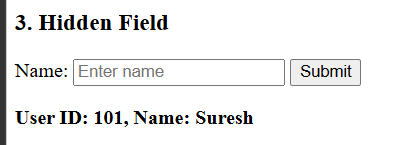 3. Hidden Field
Name: Enter name Submit
User ID: 101, Name: Suresh